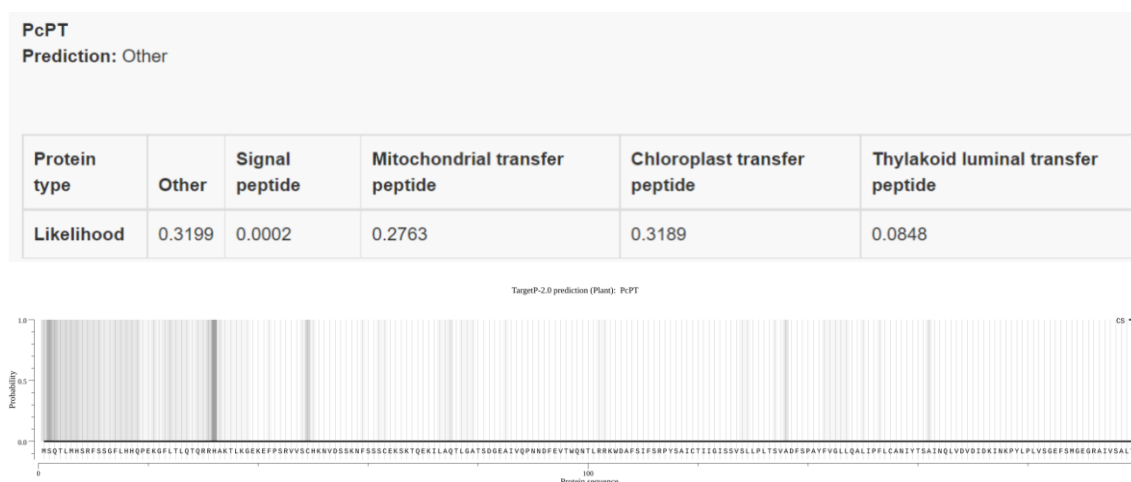 PcPT
Prediction: Other
Protein type Other Signal peptide Mitochondrial transfer peptide Chloroplast transfer peptide Thylakoid luminal transfer peptide
Likelihood 0.3199 0.0002 0.2763 0.3189 0.0848
TargetP-2.0 prediction (Plant): PcPT
1.0
CS
Probability
0.5
0.0
MSQTLMHSRFSSGFLHHQPEKGFLTLQTQRRHAKTLKGEKEFPSRVVSCHKNVDSSKNFSSSCEKSKTQEKILAQTLGATSDGEAIVQPNNDFEVTWQNTLRRKWDAFSIFSRPYSAICTIIGISSVSLLPLTSVADFSPAYFVGLLQALIPFLCANIYTSAINQLVDVDIDKINKPYLPLVSGEFSMGEGRAIVSAL
0 100
Protein sequence